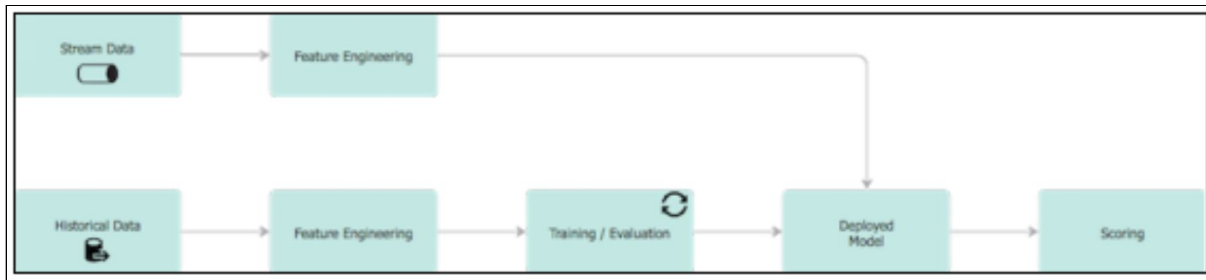 Stream Data
Feature Engineering
Historical Data
Feature Engineering
Training / Evaluation
Deployed
Model
Scoring